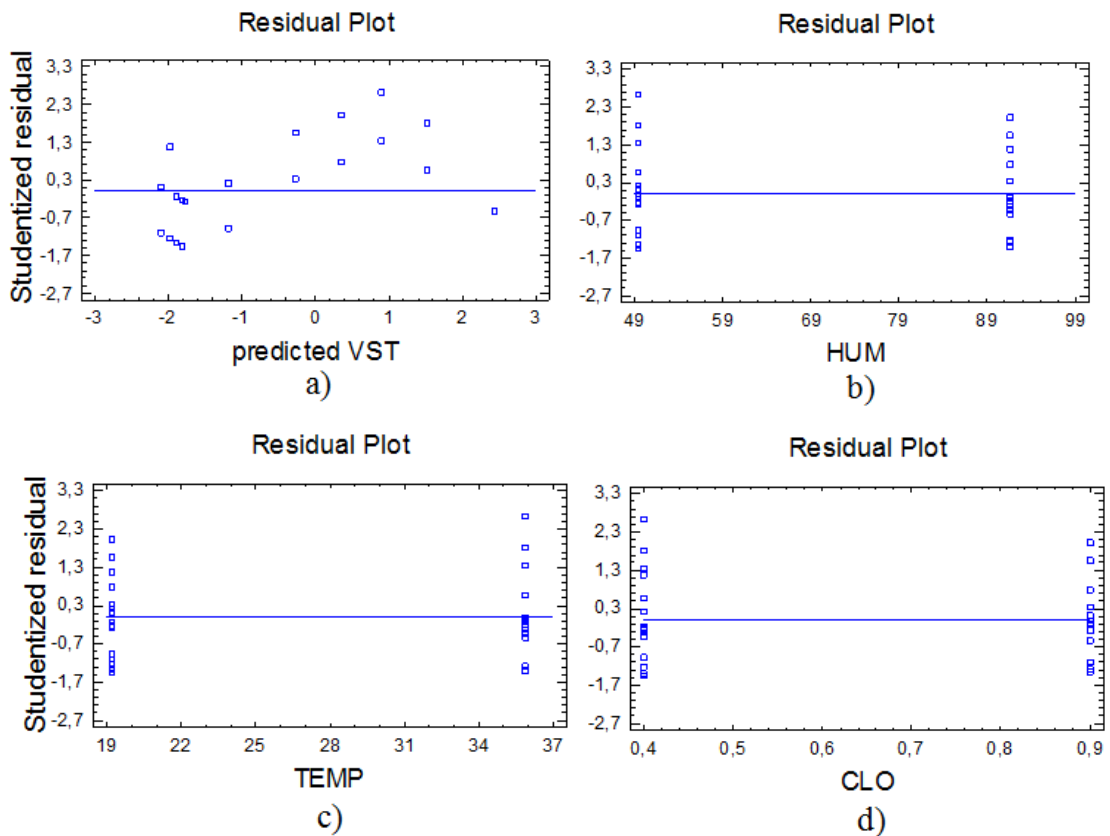 Residual Plot
Studentized residual
3,3
2,3
1,3
0,3
-0,7
-1,7
-2,7
-3 -2 -1 0 1 2 3
predicted VST
a)
Residual Plot
3,3
2,3
1,3
0,3
-0,7
-1,7
-2,7
49 59 69 79 89 99
HUM
b)
Residual Plot
Studentized residual
3,3
2,3
1,3
0,3
-0,7
-1,7
-2,7
19 22 25 28 31 34 37
TEMP
c)
Residual Plot
3,3
2,3
1,3
0,3
-0,7
-1,7
-2,7
0,4 0,5 0,6 0,7 0,8 0,9
CLO
d)